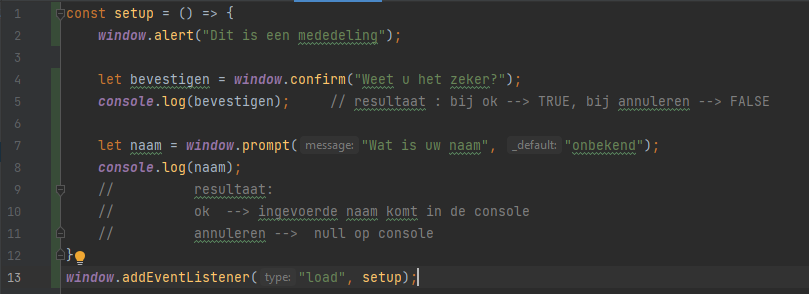 1 const setup = () => {
2 window.alert("Dit is een mededeling");
3
4 let bevestigen = window.confirm("Weet u het zeker?");
5 console.log(bevestigen); // resultaat : bij ok --> TRUE, bij annuleren --> FALSE
6
7 let naam = window.prompt( message: "Wat is uw naam", _default: "onbekend");
8 console.log(naam);
9 // resultaat:
10 // ok --> ingevoerde naam komt in de console
11 // annuleren --> null op console
12 }
13 window.addEventListener( type: "load", setup);